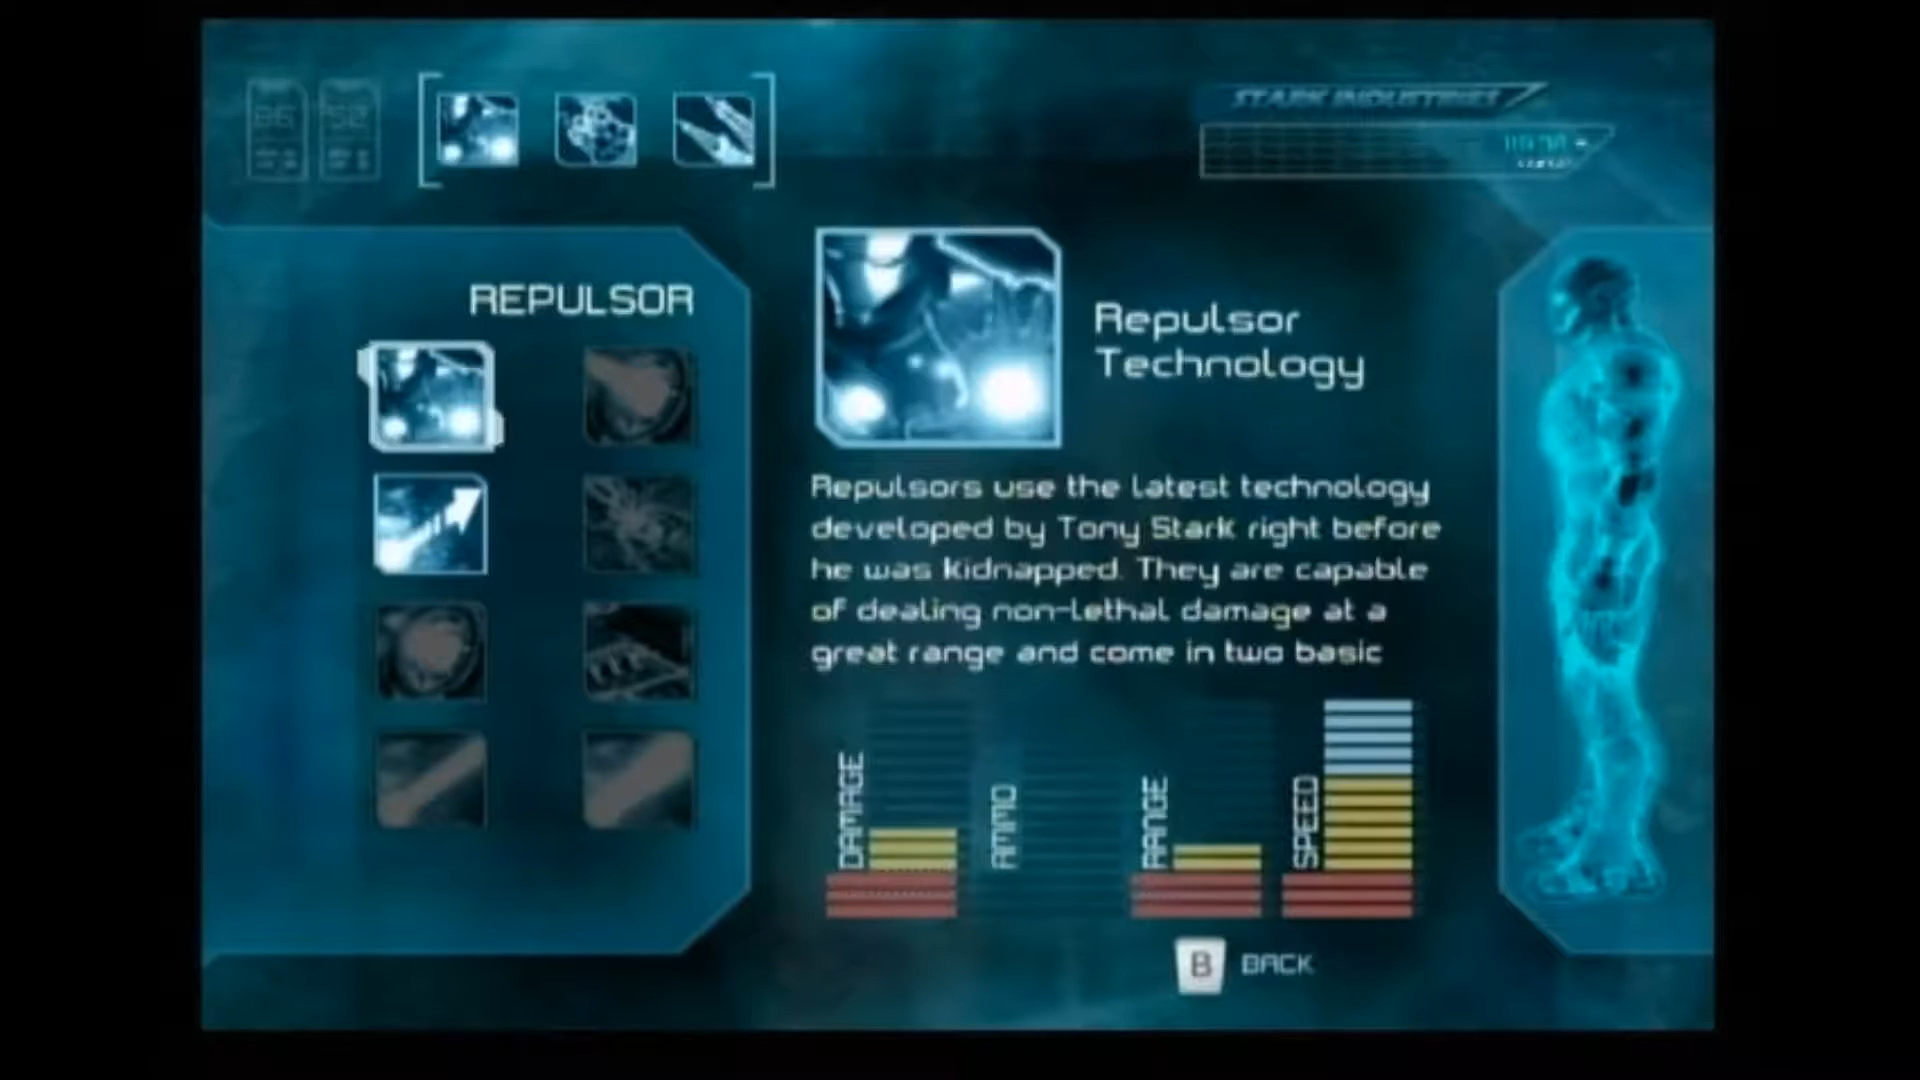 STARK INDUSTRIES
REPULSOR
Repulsor
Technology
Repulsors use the latest technology
developed by Tony Stark right before
he was kidnapped. They are capable
of dealing non-lethal damage at a
great range and come in two basic
DAMAGE
AMMO
RANGE
SPEED
B BACK